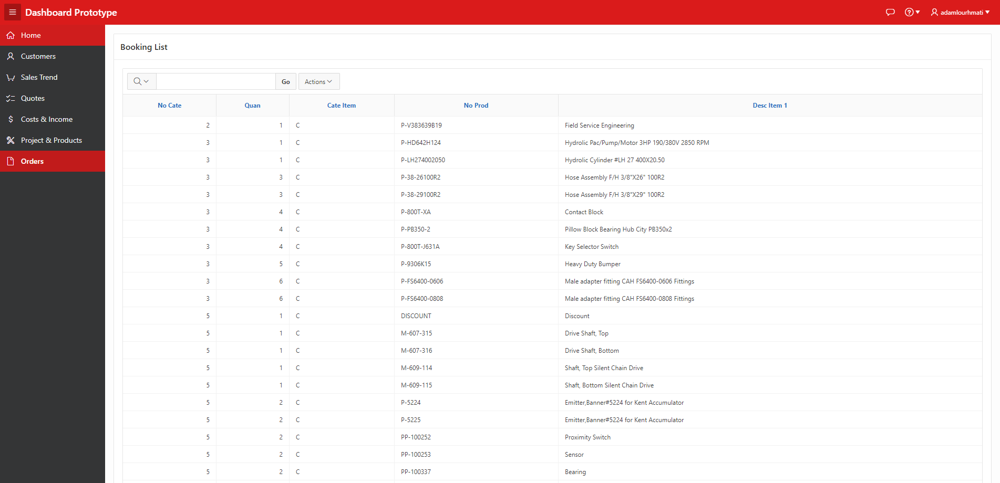 Dashboard Prototype
adamlourhmati
Home
Customers
Sales Trend
Quotes
Costs & Income
Project & Products
Orders
Booking List
Go Actions
No Cate Quan Cate Item No Prod Desc Item 1
2 1 C P-V383639B19 Field Service Engineering
3 1 C P-HD642H124 Hydrolic Pac/Pump/Motor 3HP 190/380V 2850 RPM
3 1 C P-LH274002050 Hydrolic Cylinder #LH 27 400X20.50
3 3 C P-38-26100R2 Hose Assembly F/H 3/8"X26" 100R2
3 3 C P-38-29100R2 Hose Assembly F/H 3/8"X29" 100R2
3 4 C P-800T-XA Contact Block
3 4 C P-PB350-2 Pillow Block Bearing Hub City PB350x2
3 4 C P-800T-J631A Key Selector Switch
3 5 C P-9306K15 Heavy Duty Bumper
3 6 C P-FS6400-0606 Male adapter fitting CAH FS6400-0606 Fittings
3 6 C P-FS6400-0808 Male adapter fitting CAH FS6400-0808 Fittings
5 1 C DISCOUNT Discount
5 1 C M-607-315 Drive Shaft, Top
5 1 C M-607-316 Drive Shaft, Bottom
5 1 C M-609-114 Shaft, Top Silent Chain Drive
5 1 C M-609-115 Shaft, Bottom Silent Chain Drive
5 2 C P-5224 Emitter,Banner#5224 for Kent Accumulator
5 2 C P-5225 Emitter,Banner#5224 for Kent Accumulator
5 2 C PP-100252 Proximity Switch
5 2 C PP-100253 Sensor
5 2 C PP-100337 Bearing